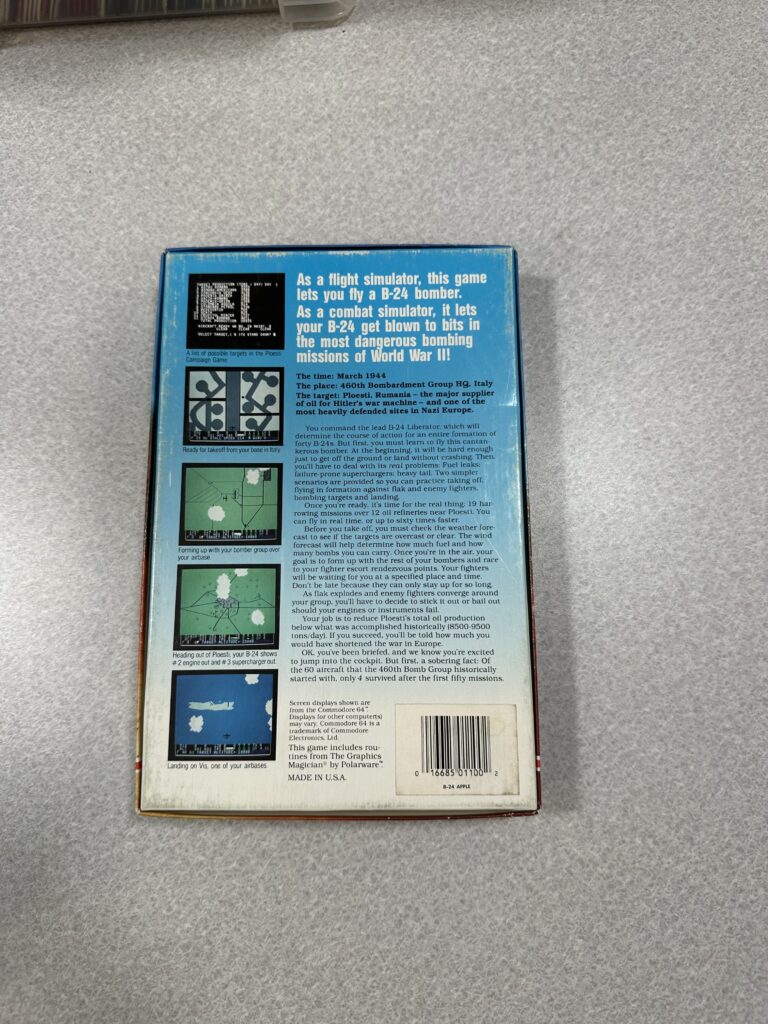 As a flight simulator, this game
lets you fly a B-24 bomber.
As a combat simulator, it lets
your B-24 get blown to bits in
the most dangerous bombing
missions of World War II!
The time: March 1944
The place: 460th Bombardment Group HQ, Italy
The target: Ploesti, Rumania – the major supplier
of oil for Hitler's war machine – and one of the
most heavily defended sites in Nazi Europe.
You command the lead B-24 Liberator, which will
determine the course of action for an entire formation of
forty B-24s. But first, you must learn to fly this cantan-
kerous bomber. At the beginning, it will be hard enough
just to get off the ground or land without crashing. Then,
you'll have to deal with its real problems: Fuel leaks;
failure-prone superchargers; heavy tail. Two simpler
scenarios are provided so you can practice taking off,
flying in formation against flak and enemy fighters,
bombing targets and landing.
Once you're ready, it's time for the real thing: 19 har-
rowing missions over 12 oil refineries near Ploesti. You
can fly in real time, or up to sixty times faster.
Before you take off, you must check the weather fore-
cast to see if the targets are overcast or clear. The wind
forecast will help determine how much fuel and how
many bombs you can carry. Once you're in the air, your
goal is to form up with the rest of your bombers and race
to your fighter escort rendezvous points. Your fighters
will be waiting for you at a specified place and time.
Don't be late because they can only stay up for so long.
As flak explodes and enemy fighters converge around
your group, you'll have to decide to stick it out or bail out
should your engines or instruments fail.
Your job is to reduce Ploesti's total oil production
below what was accomplished historically (8500-9500
tons/day). If you succeed, you'll be told how much you
would have shortened the war in Europe.
OK, you've been briefed, and we know you're excited
to jump into the cockpit. But first, a sobering fact: Of
the 60 aircraft that the 460th Bomb Group historically
started with, only 4 survived after the first fifty missions.
A list of possible targets in the Ploesti
Campaign Game
Ready for takeoff from your base in Italy
Forming up with your bomber group over
your airbase
Heading out of Ploesti, your B-24 shows
#2 engine out and #3 supercharger out.
Landing on Vis, one of your airbases
Screen displays shown are
from the Commodore 64™.
Displays for other computer(s)
may vary. Commodore 64 is a
trademark of Commodore
Electronics, Ltd.
This game includes rou-
tines from The Graphics
Magician® by Polarware™.
MADE IN U.S.A.
0 16685 01100 2
B-24 APPLE